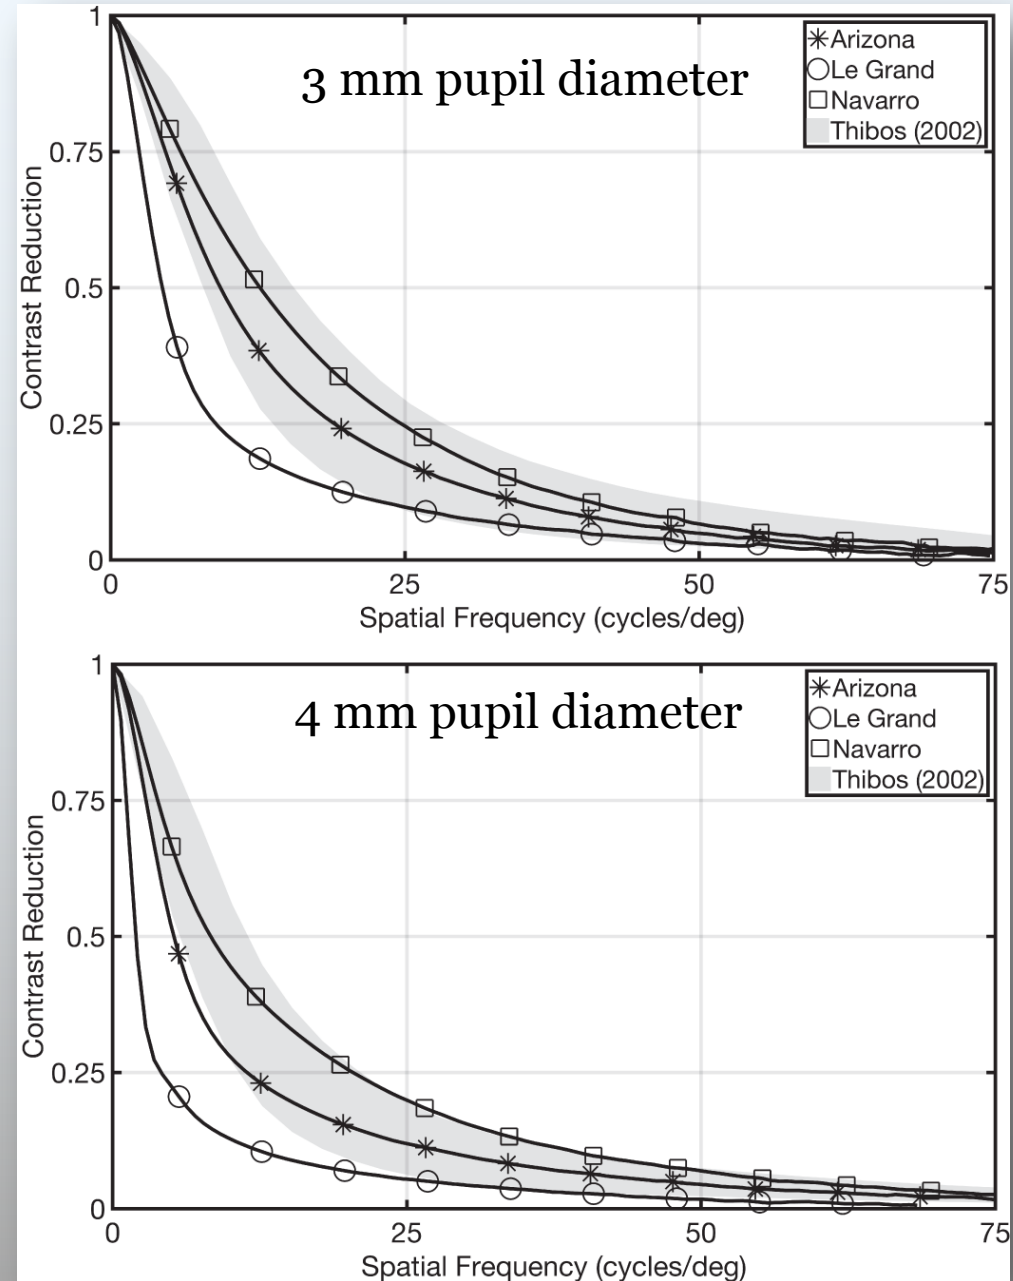 3 mm pupil diameter
Arizona
Le Grand
Navarro
Thibos (2002)
1
0.75
0.5
0.25
0
Contrast Reduction
0 25 50 75
Spatial Frequency (cycles/deg)
4 mm pupil diameter
Arizona
Le Grand
Navarro
Thibos (2002)
1
0.75
0.5
0.25
0
Contrast Reduction
0 25 50 75
Spatial Frequency (cycles/deg)